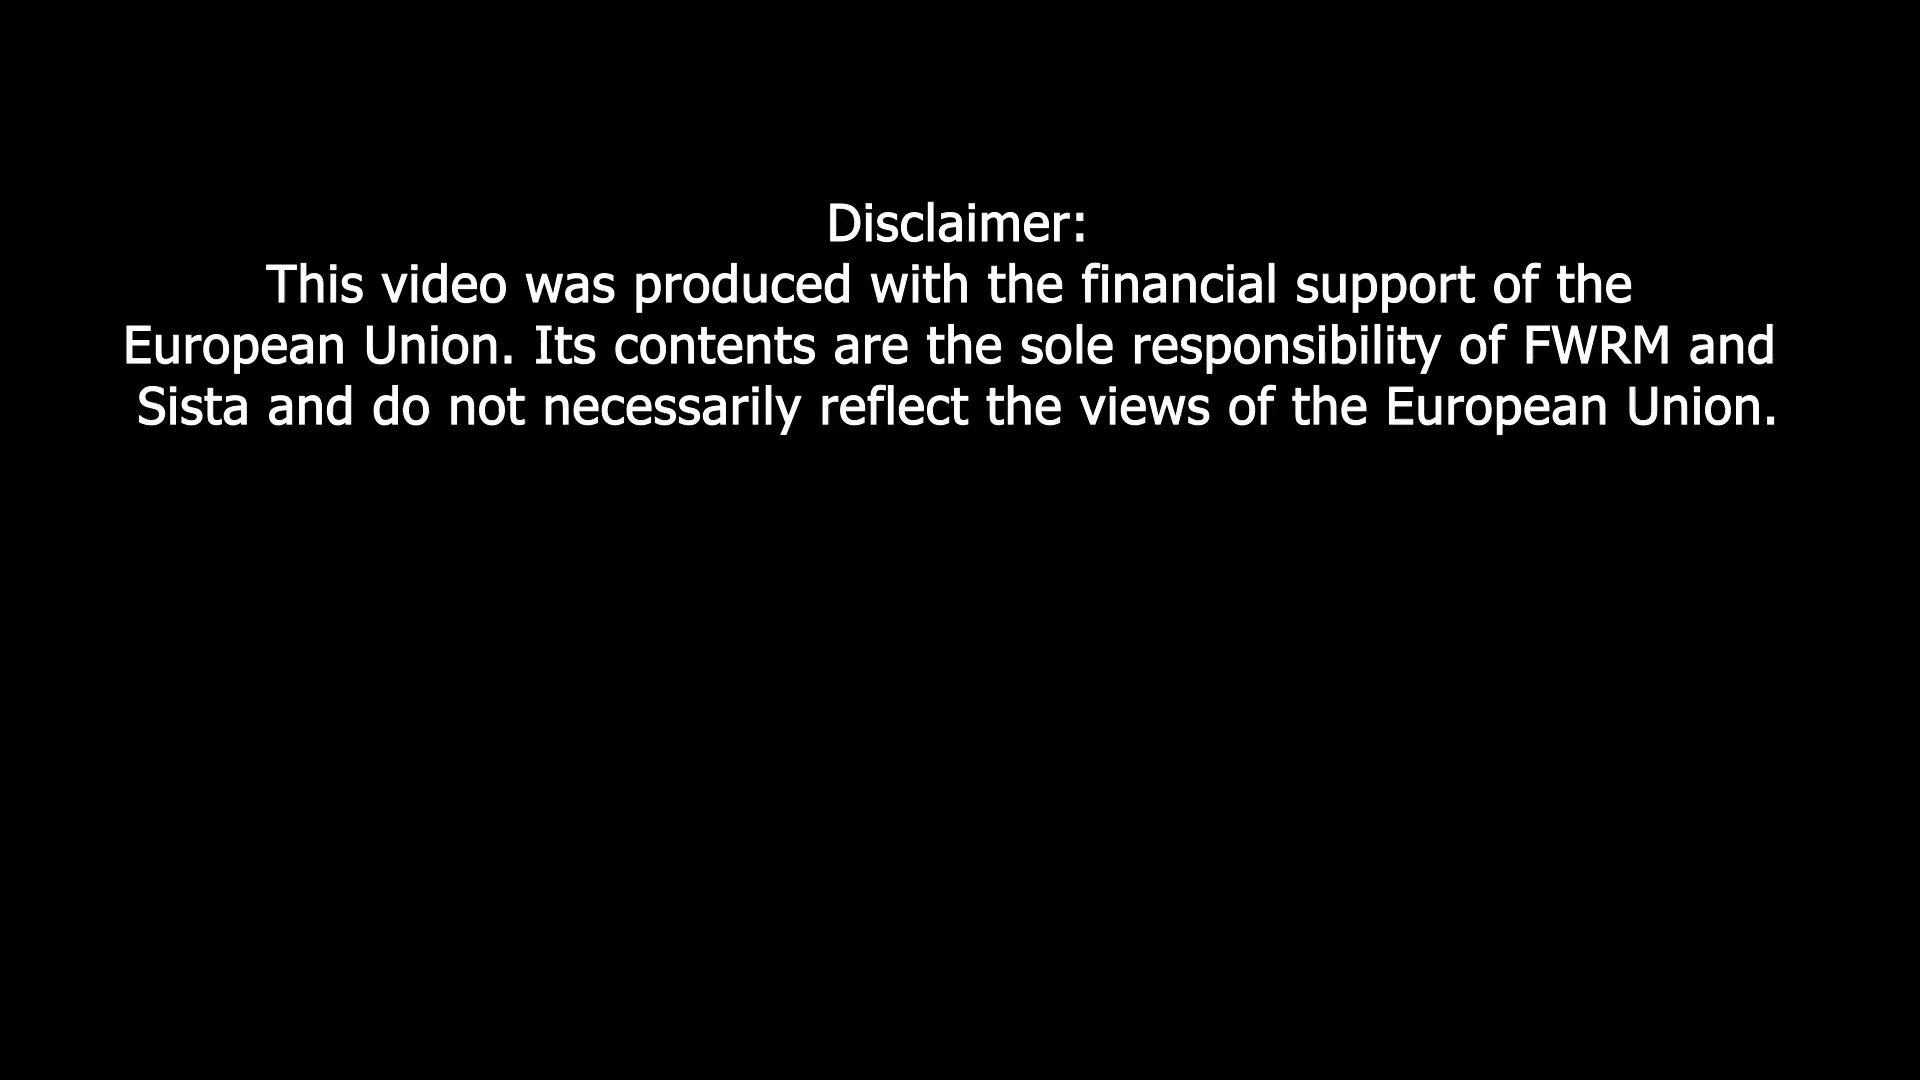 Disclaimer:
This video was produced with the financial support of the
European Union. Its contents are the sole responsibility of FWRM and
Sista and do not necessarily reflect the views of the European Union.